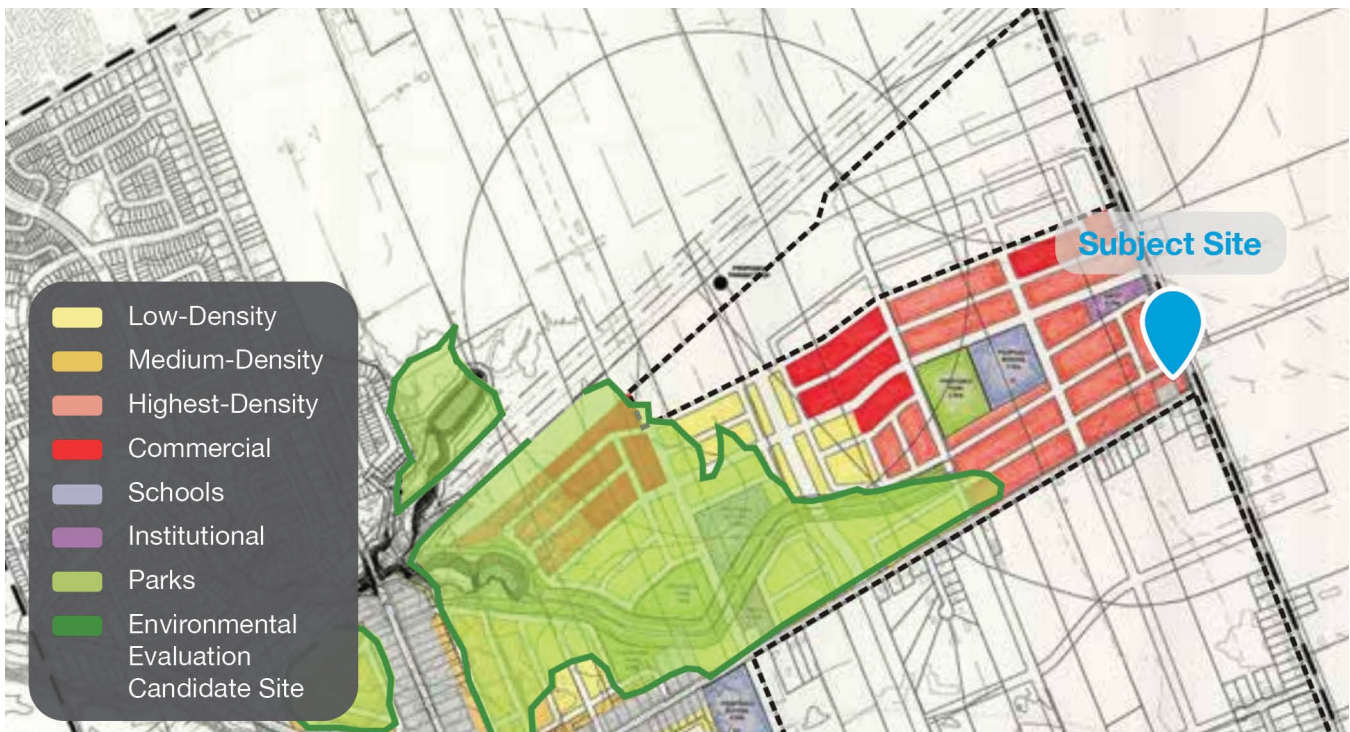 Subject Site
Low-Density
Medium-Density
Highest-Density
Commercial
Schools
Institutional
Parks
Environmental
Evaluation
Candidate Site